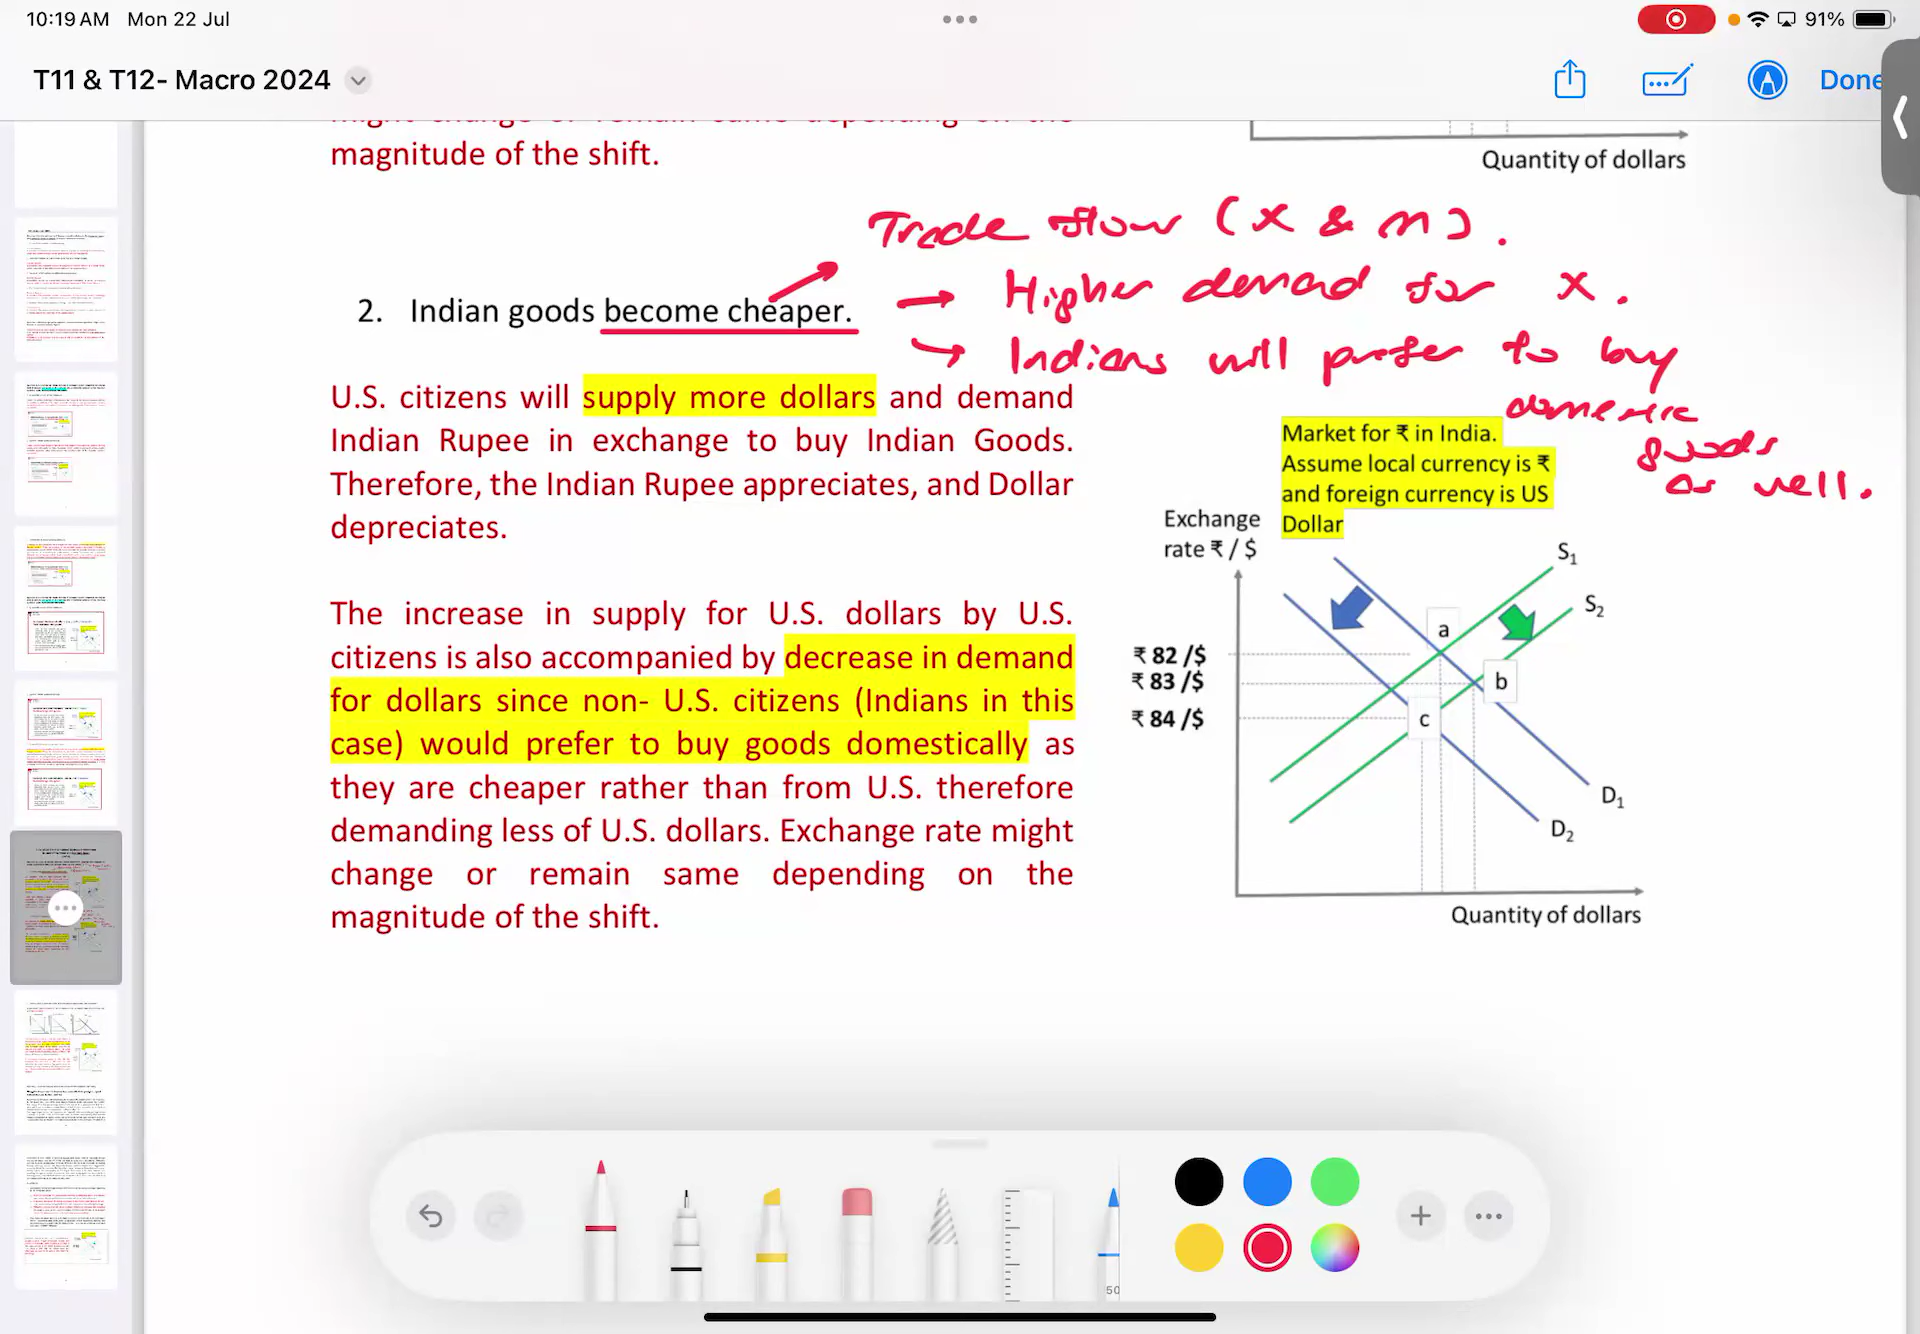 10:19 AM Mon 22 Jul
91%
T11 & T12- Macro 2024
Done
magnitude of the shift.
Quantity of dollars
Trade flow (X & M).
2. Indian goods become cheaper.
→ Higher demand for X.
→ Indians will prefer to buy
domestic
goods
as well.
U.S. citizens will supply more dollars and demand
Indian Rupee in exchange to buy Indian Goods.
Therefore, the Indian Rupee appreciates, and Dollar
depreciates.
The increase in supply for U.S. dollars by U.S.
citizens is also accompanied by decrease in demand
for dollars since non- U.S. citizens (Indians in this
case) would prefer to buy goods domestically as
they are cheaper rather than from U.S. therefore
demanding less of U.S. dollars. Exchange rate might
change or remain same depending on the
magnitude of the shift.
Market for ₹ in India.
Assume local currency is ₹
and foreign currency is US
Dollar
Exchange
rate ₹ / $
S₁
S₂
a
₹ 82 /$
₹ 83 /$
b
₹ 84 /$
c
D₁
D₂
Quantity of dollars
50